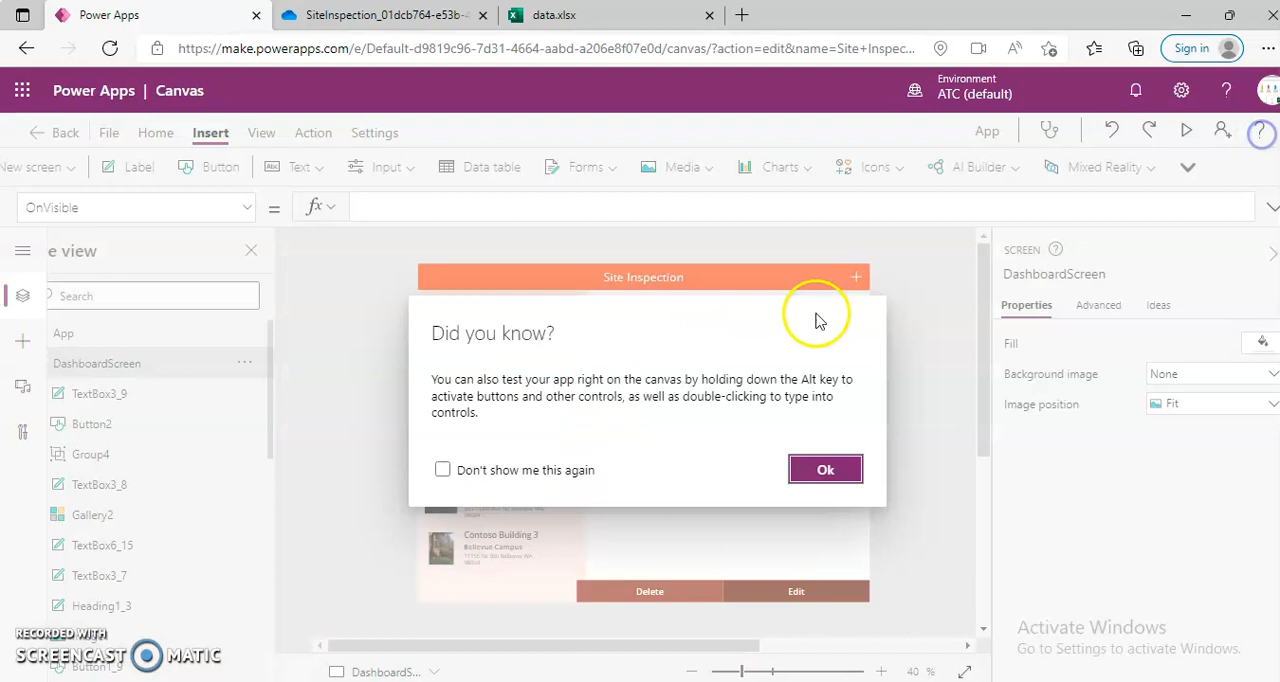 Power Apps
SiteInspection_01dcb764-e53b-4
data.xlsx
https://make.powerapps.com/e/Default-d9819c95-7d31-4664-aabd-a206e8f07e0d/canvas/?action=edit&name=Site+Inspec...
Sign in
Power Apps | Canvas
Environment
ATC (default)
Back File Home Insert View Action Settings
App
New screen Label Button Text Input Data table Forms Media Charts Icons AI Builder Mixed Reality
OnVisible = fx
e view
Search
App
DashboardScreen
TextBox3_9
Button2
Group4
TextBox3_8
Gallery2
TextBox6_15
TextBox3_7
Heading1_3
Button1_9
Site Inspection
Did you know?
You can also test your app right on the canvas by holding down the Alt key to
activate buttons and other controls, as well as double-clicking to type into
controls.
Don't show me this again
Ok
Contoso Building 3
Bellevue Campus
Delete
Edit
SCREEN
DashboardScreen
Properties Advanced Ideas
Fill
Background image None
Image position Fit
Activate Windows
Go to Settings to activate Windows.
RECORDED WITH
SCREENCAST MATIC
DashboardS...
40 %